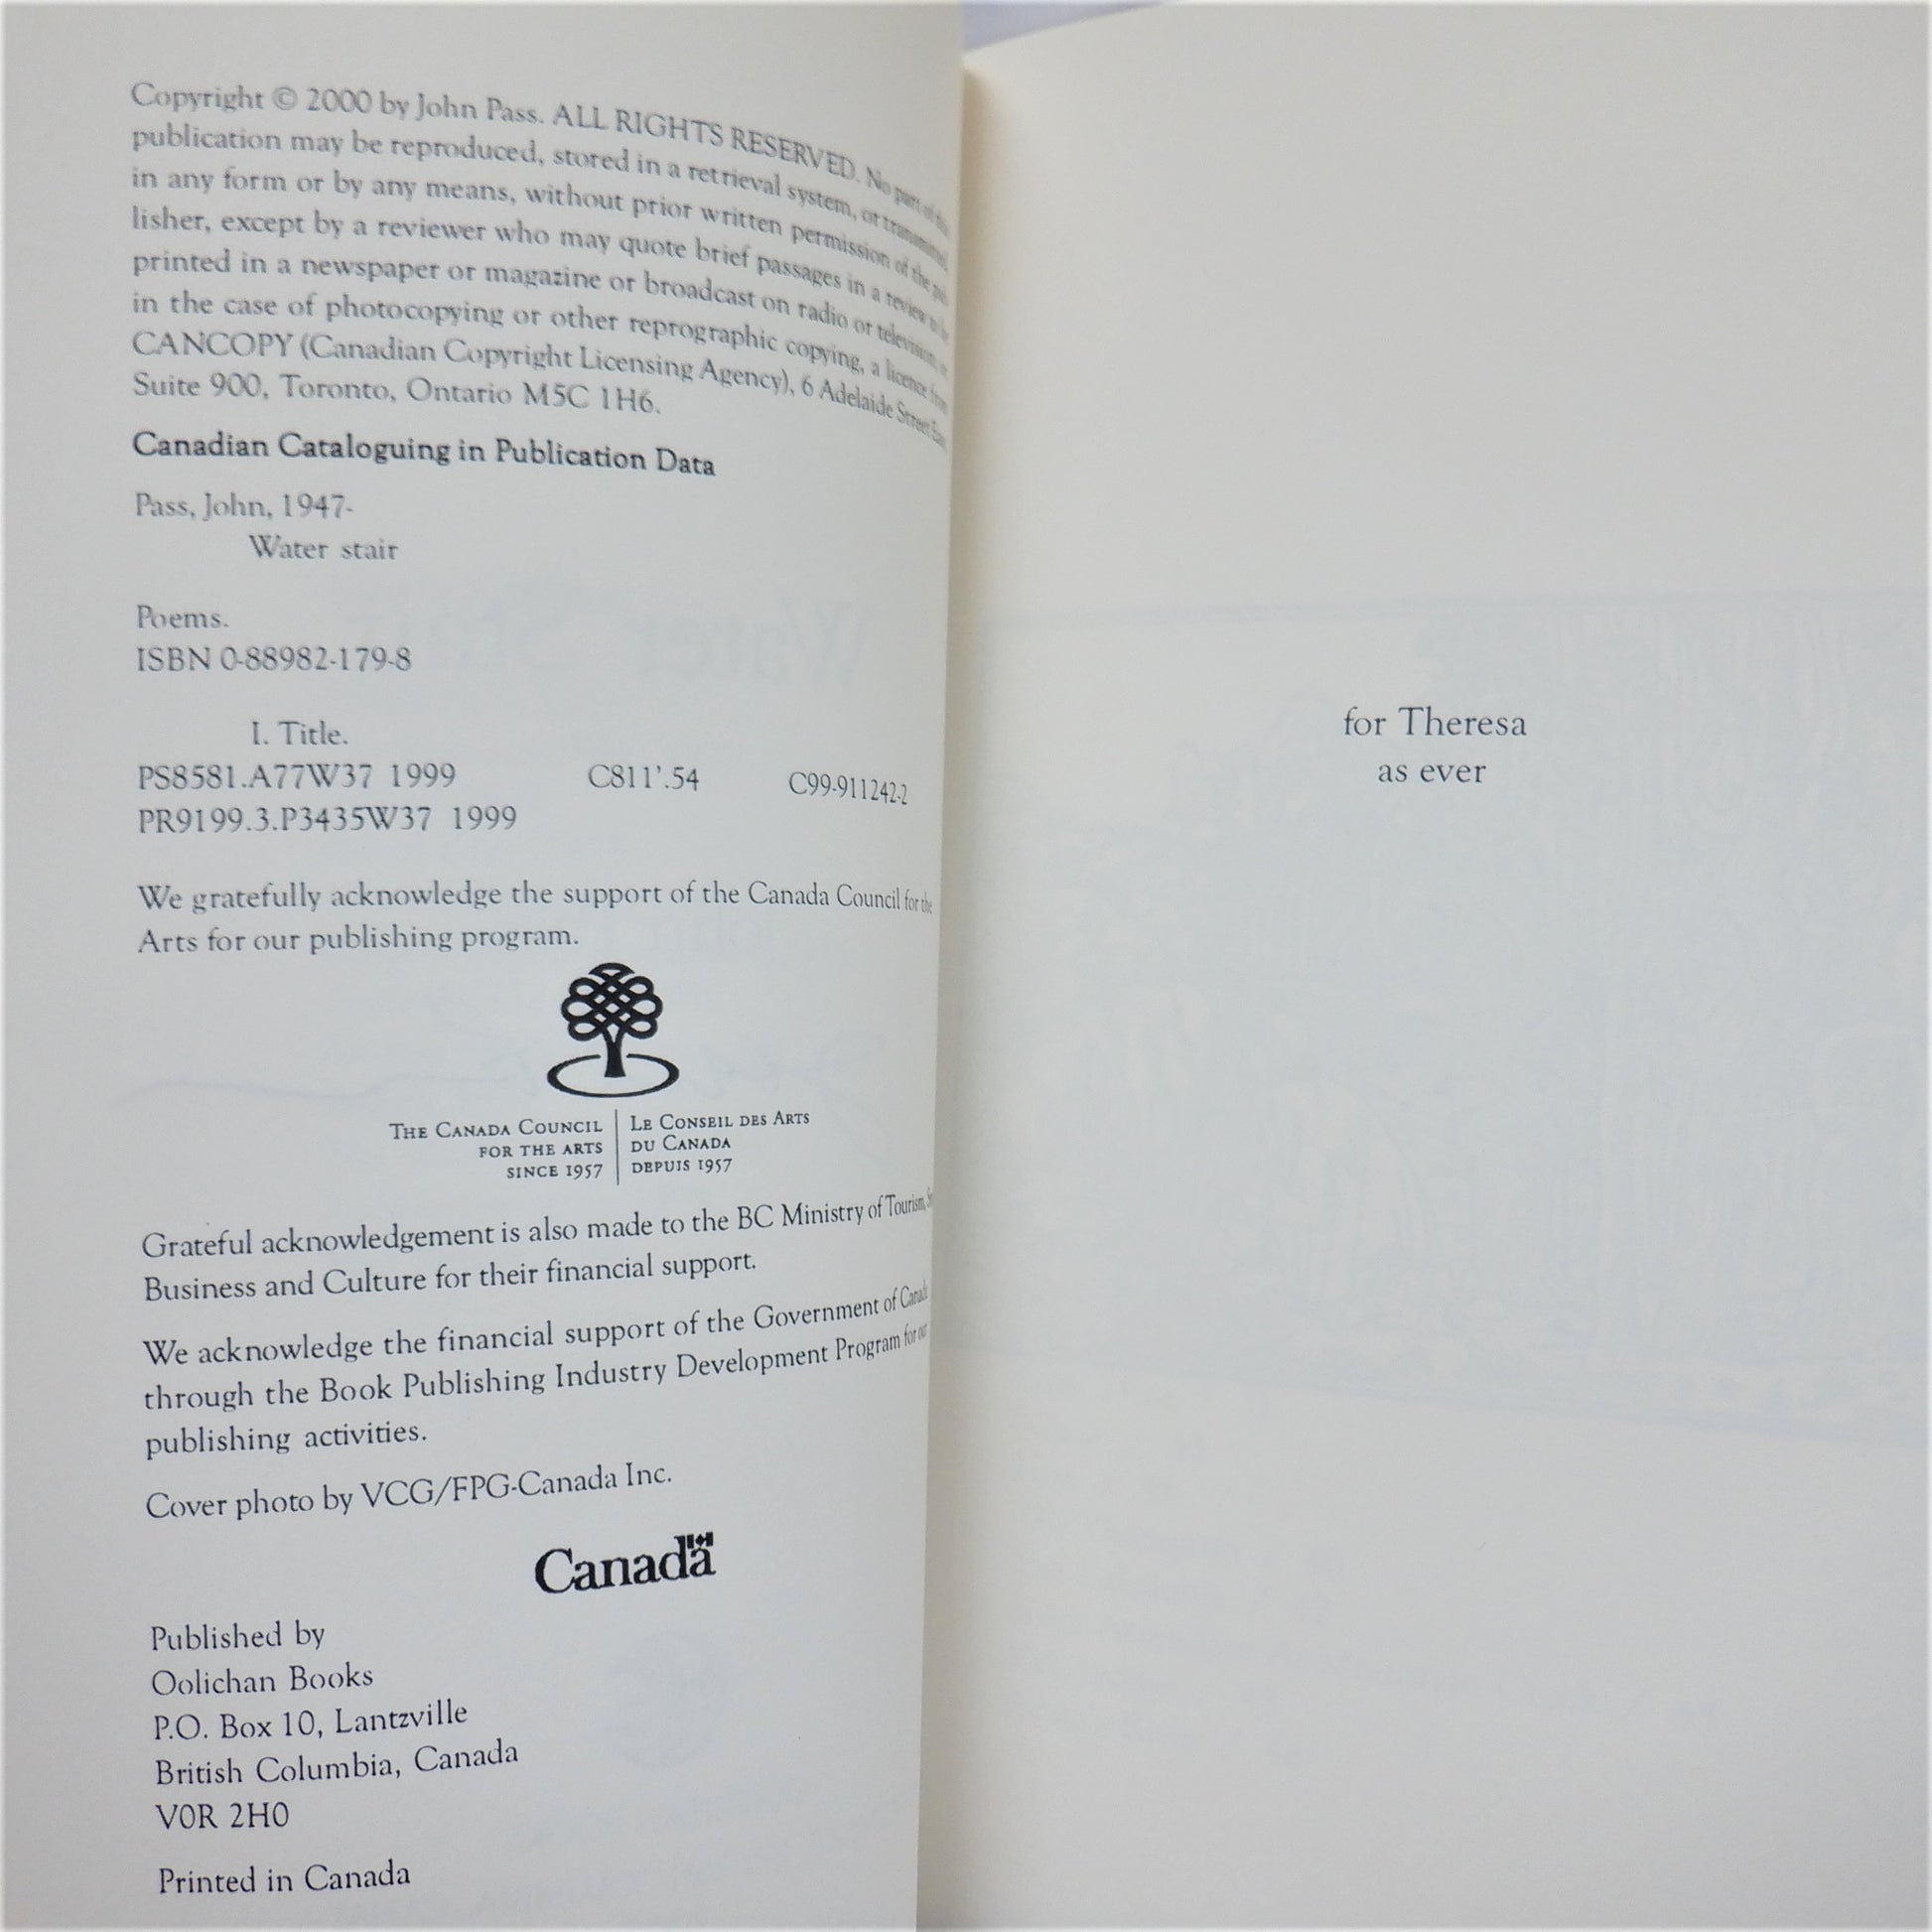 Copyright © 2000 by John Pass. ALL RIGHTS RESERVED. No part of this
publication may be reproduced, stored in a retrieval system, or transmitted,
in any form or by any means, without prior written permission of the pub-
lisher, except by a reviewer who may quote brief passages in a review to be
printed in a newspaper or magazine or broadcast on radio or television; or
in the case of photocopying or other reprographic copying, a licence from
CANCOPY (Canadian Copyright Licensing Agency), 6 Adelaide Street East,
Suite 900, Toronto, Ontario M5C 1H6.
Canadian Cataloguing in Publication Data
Pass, John, 1947-
Water stair
Poems.
ISBN 0-88982-179-8
I. Title.
PS8581.A77W37 1999 C811'.54 C99-911242-2
PR9199.3.P3435W37 1999
We gratefully acknowledge the support of the Canada Council for the
Arts for our publishing program.
THE CANADA COUNCIL
FOR THE ARTS
SINCE 1957
LE CONSEIL DES ARTS
DU CANADA
DEPUIS 1957
Grateful acknowledgement is also made to the BC Ministry of Tourism,
Business and Culture for their financial support.
We acknowledge the financial support of the Government of Canada
through the Book Publishing Industry Development Program for our
publishing activities.
Cover photo by VCG/FPG-Canada Inc.
Canada
Published by
Oolichan Books
P.O. Box 10, Lantzville
British Columbia, Canada
V0R 2H0
Printed in Canada
for Theresa
as ever